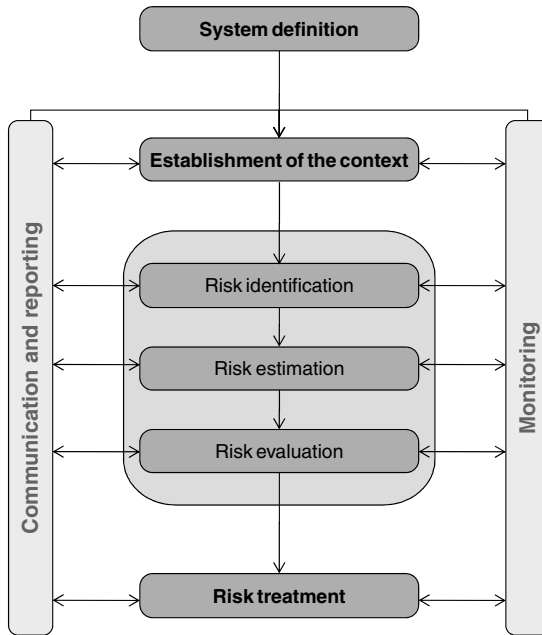 System definition
Establishment of the context
Risk identification
Risk estimation
Risk evaluation
Risk treatment
Communication and reporting
Monitoring